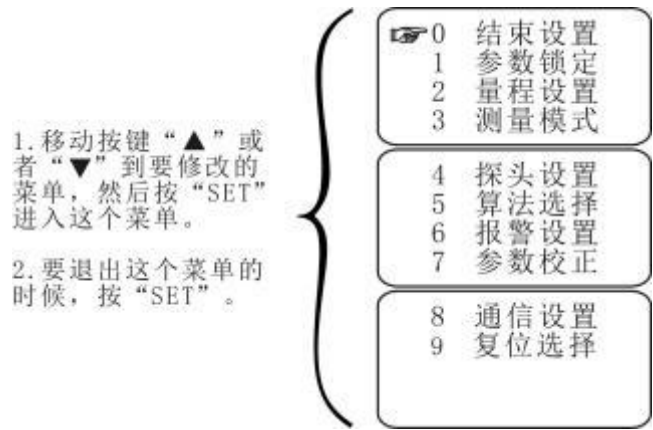 1.移动按键“▲”或
者“▼”到要修改的
菜单，然后按“SET”
进入这个菜单。
2.要退出这个菜单的
时候，按“SET”。
☞0 结束设置
1 参数锁定
2 量程设置
3 测量模式
4 探头设置
5 算法选择
6 报警设置
7 参数校正
8 通信设置
9 复位选择